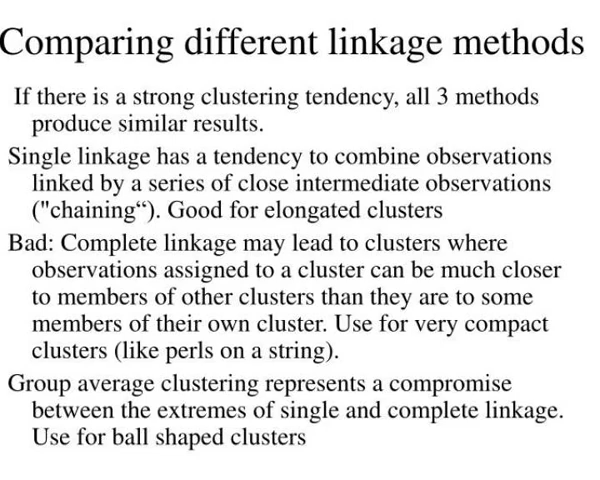 Comparing different linkage methods
If there is a strong clustering tendency, all 3 methods
produce similar results.
Single linkage has a tendency to combine observations
linked by a series of close intermediate observations
("chaining“). Good for elongated clusters
Bad: Complete linkage may lead to clusters where
observations assigned to a cluster can be much closer
to members of other clusters than they are to some
members of their own cluster. Use for very compact
clusters (like perls on a string).
Group average clustering represents a compromise
between the extremes of single and complete linkage.
Use for ball shaped clusters